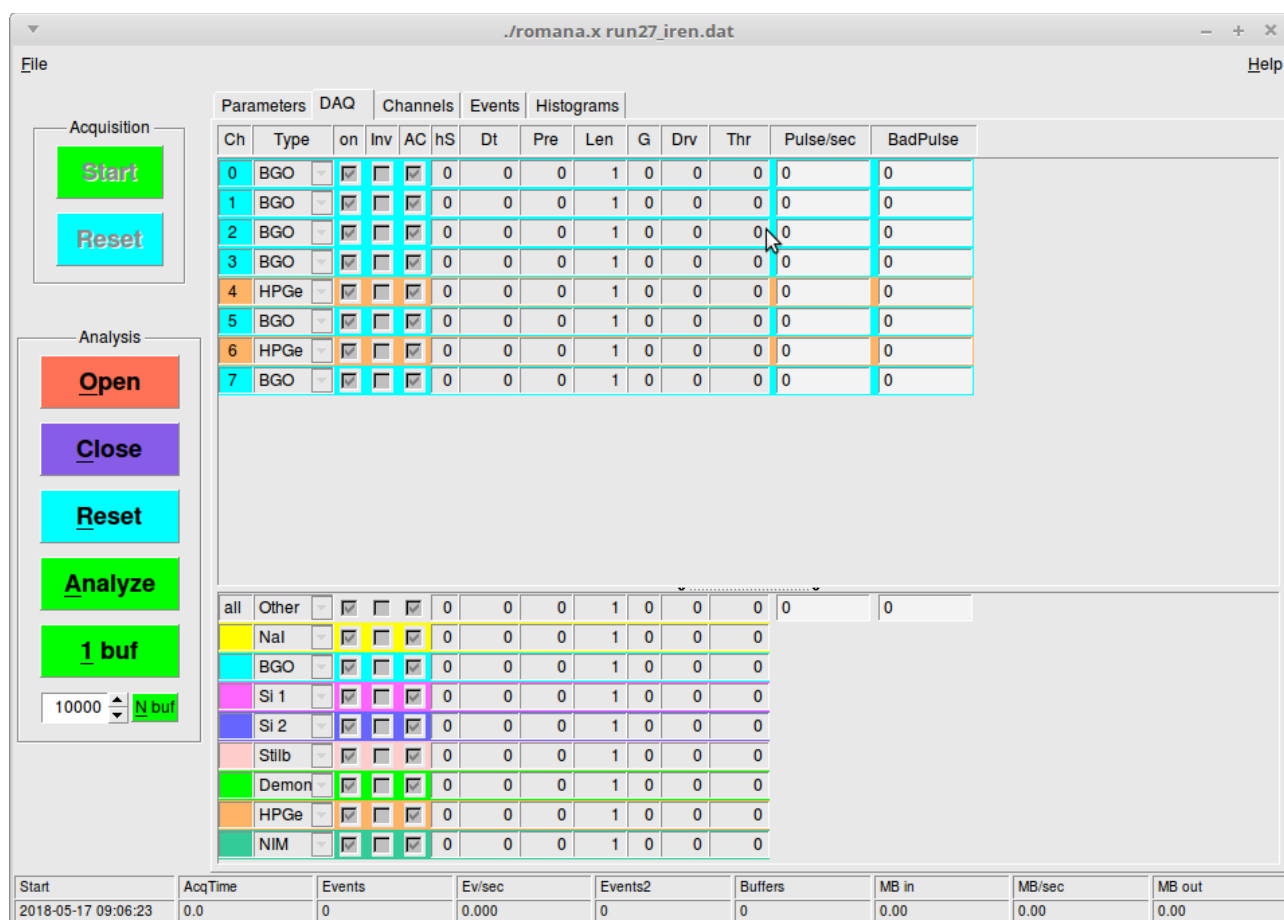 ./romana.x run27_iren.dat
File Help
Parameters DAQ Channels Events Histograms
Acquisition
Start
Reset
Analysis
Open
Close
Reset
Analyze
1 buf
10000 N buf
Ch Type on Inv AC hS Dt Pre Len G Drv Thr Pulse/sec BadPulse
0 BGO 0 0 0 1 0 0 0 0 0
1 BGO 0 0 0 1 0 0 0 0 0
2 BGO 0 0 0 1 0 0 0 0 0
3 BGO 0 0 0 1 0 0 0 0 0
4 HPGe 0 0 0 1 0 0 0 0 0
5 BGO 0 0 0 1 0 0 0 0 0
6 HPGe 0 0 0 1 0 0 0 0 0
7 BGO 0 0 0 1 0 0 0 0 0
all Other 0 0 0 1 0 0 0 0 0
NaI 0 0 0 1 0 0 0
BGO 0 0 0 1 0 0 0
Si 1 0 0 0 1 0 0 0
Si 2 0 0 0 1 0 0 0
Stilb 0 0 0 1 0 0 0
Demon 0 0 0 1 0 0 0
HPGe 0 0 0 1 0 0 0
NIM 0 0 0 1 0 0 0
Start AcqTime Events Ev/sec Events2 Buffers MB in MB/sec MB out
2018-05-17 09:06:23 0.0 0 0.000 0 0 0.00 0.00 0.00